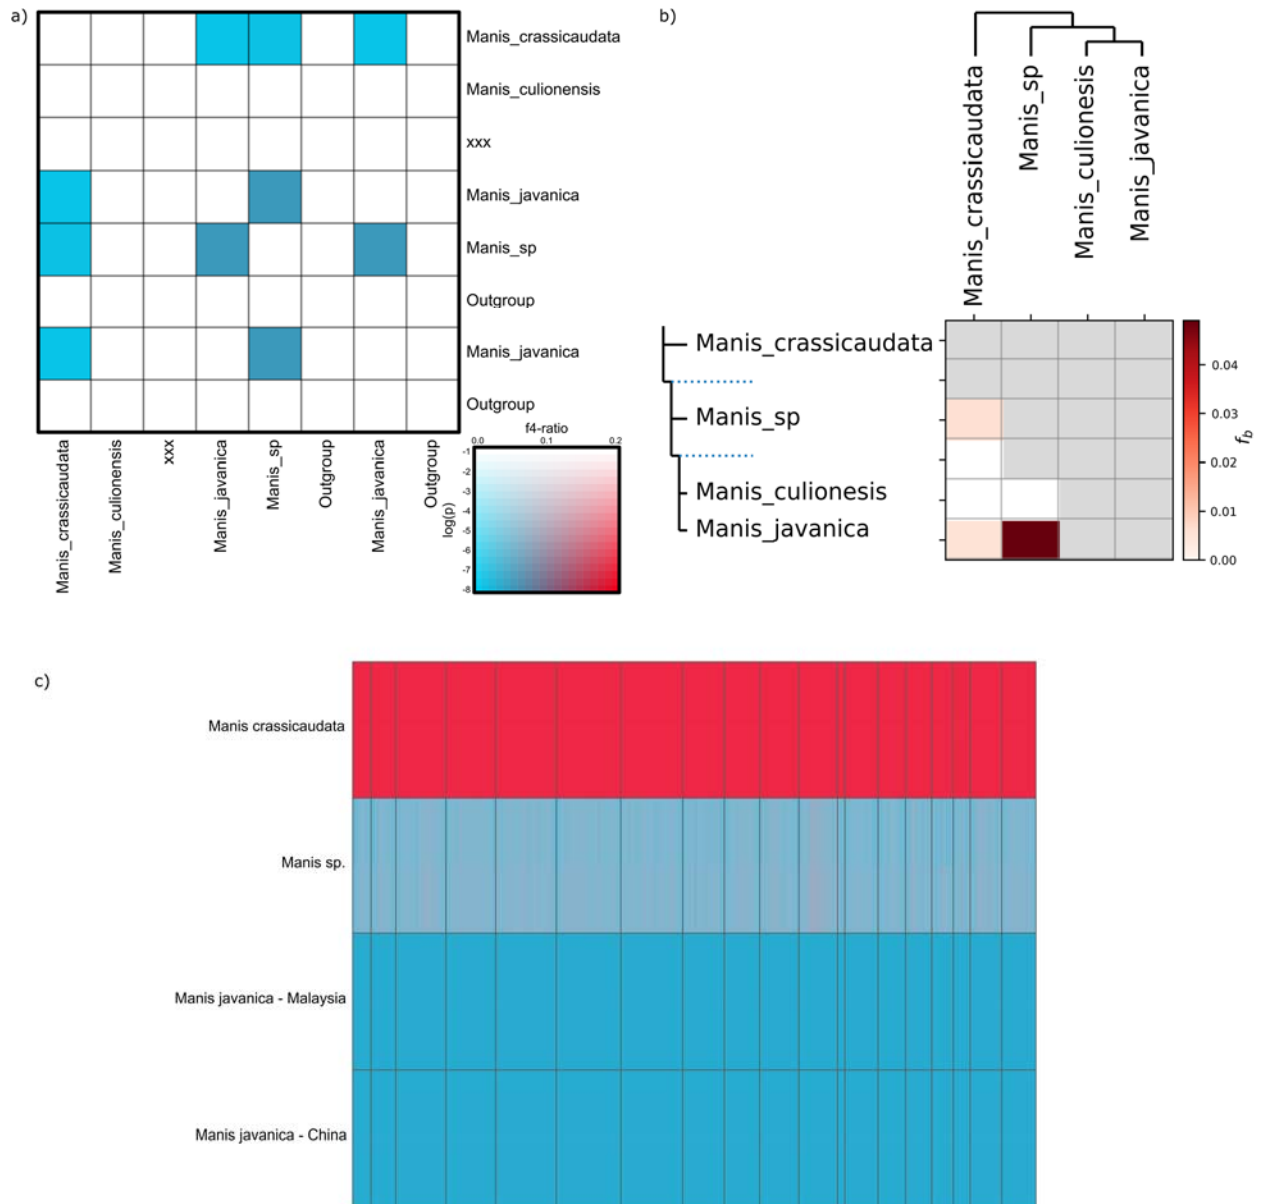 a)
Manis_crassicaudata
Manis_culionensis
xxx
Manis_javanica
Manis_sp
Outgroup
Manis_javanica
Outgroup
Manis_crassicaudata
Manis_culionensis
xxx
Manis_javanica
Manis_sp
Outgroup
Manis_javanica
Outgroup
f4-ratio
0.0 0.1 0.2
log(p)
-1
-2
-3
-4
-5
-6
-7
-8
b)
Manis_crassicaudata
Manis_sp
Manis_culionesis
Manis_javanica
Manis_crassicaudata
Manis_sp
Manis_culionesis
Manis_javanica
0.04
0.03
0.02
0.01
0.00
fb
c)
Manis crassicaudata
Manis sp.
Manis javanica - Malaysia
Manis javanica - China